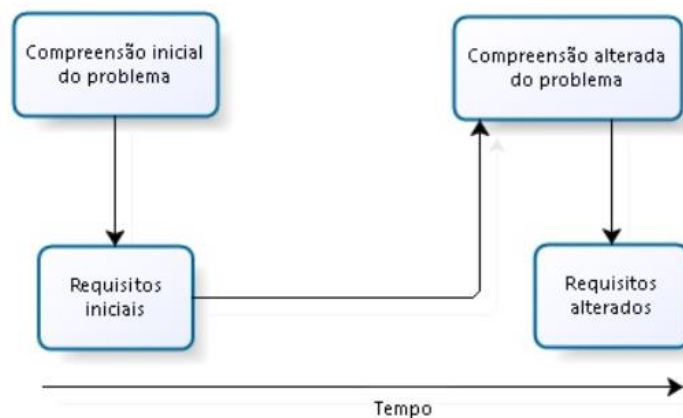 Compreensão inicial
do problema
Compreensão alterada
do problema
Requisitos
iniciais
Requisitos
alterados
Tempo